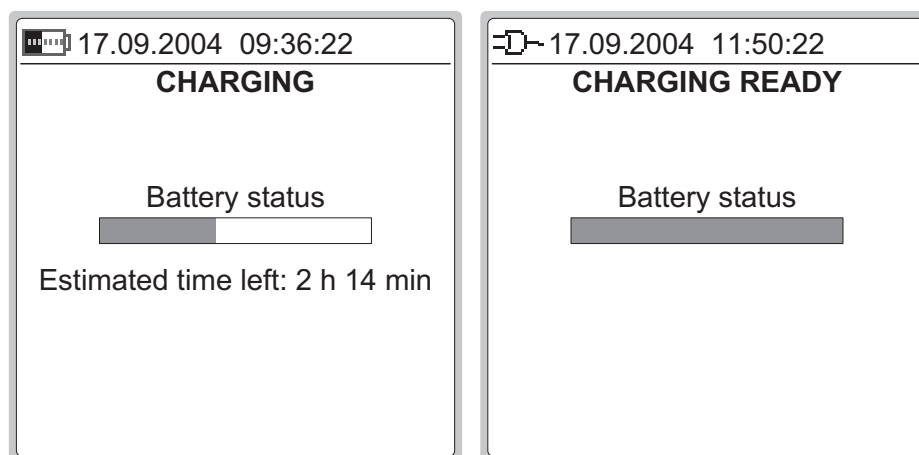 17.09.2004 09:36:22
CHARGING
Battery status
Estimated time left: 2 h 14 min
17.09.2004 11:50:22
CHARGING READY
Battery status